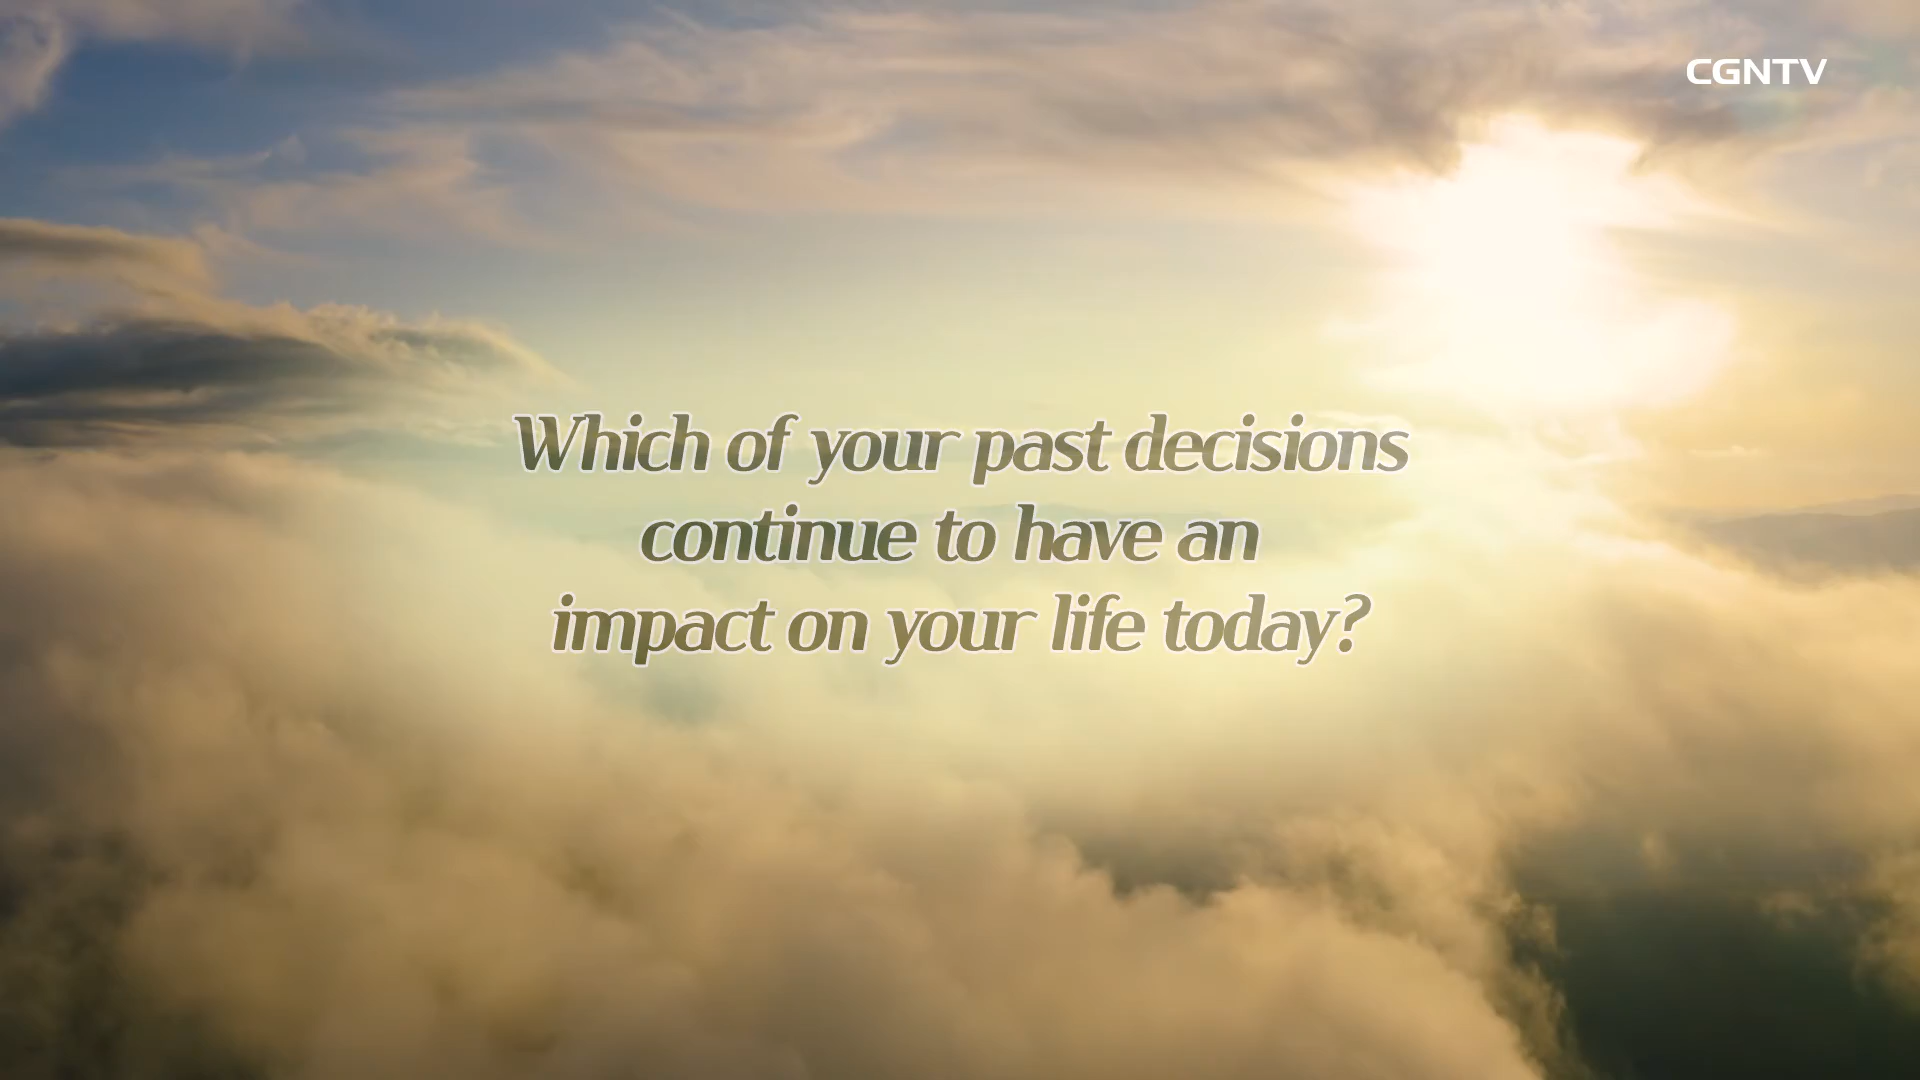 CGNTV
Which of your past decisions
continue to have an
impact on your life today?